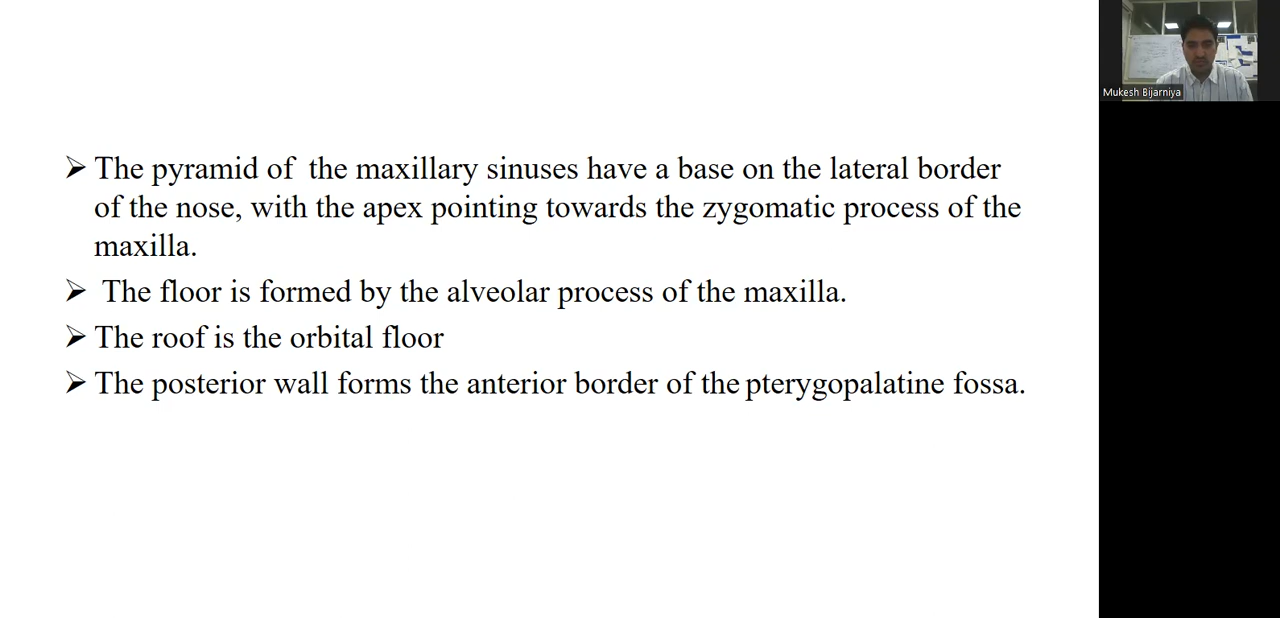 The pyramid of the maxillary sinuses have a base on the lateral border
of the nose, with the apex pointing towards the zygomatic process of the
maxilla.
The floor is formed by the alveolar process of the maxilla.
The roof is the orbital floor
The posterior wall forms the anterior border of the pterygopalatine fossa.
Mukesh Bijarniya